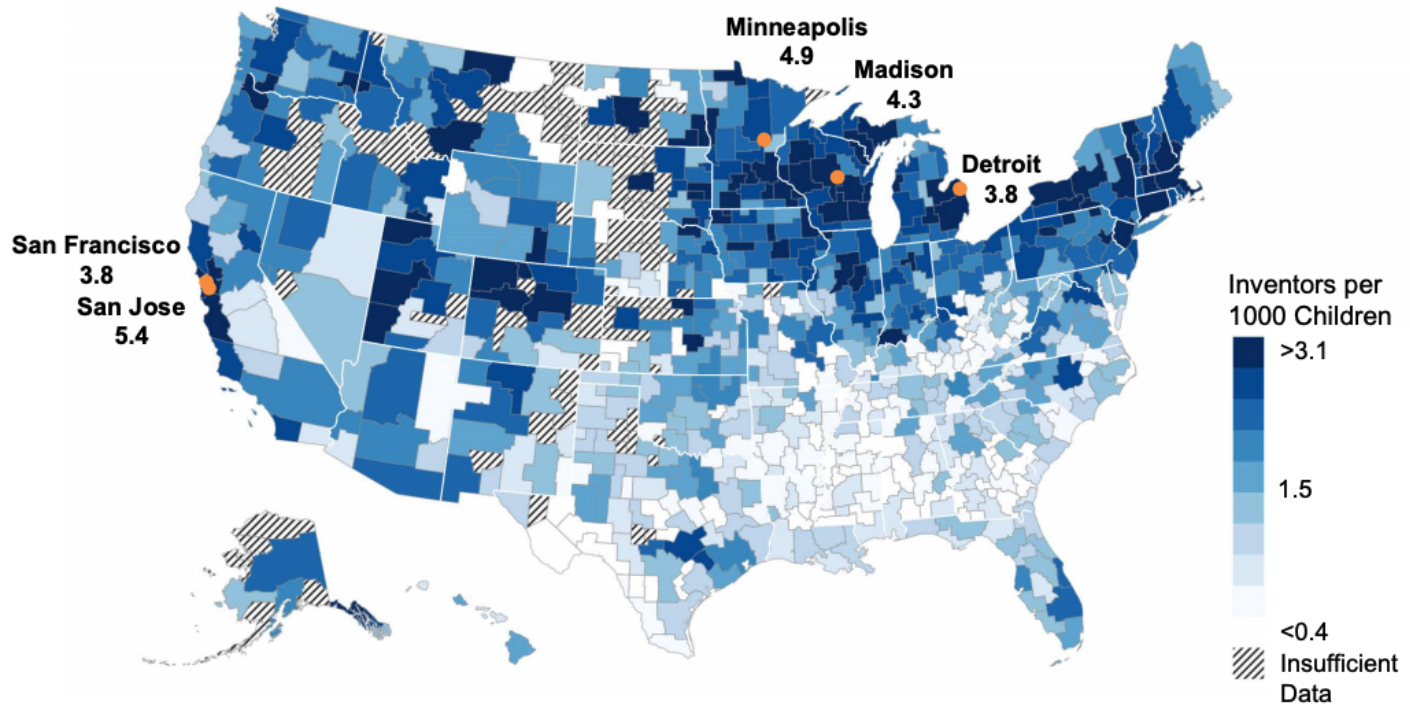 Minneapolis
4.9
Madison
4.3
Detroit
3.8
San Francisco
3.8
San Jose
5.4
Inventors per
1000 Children
>3.1
1.5
<0.4
Insufficient
Data